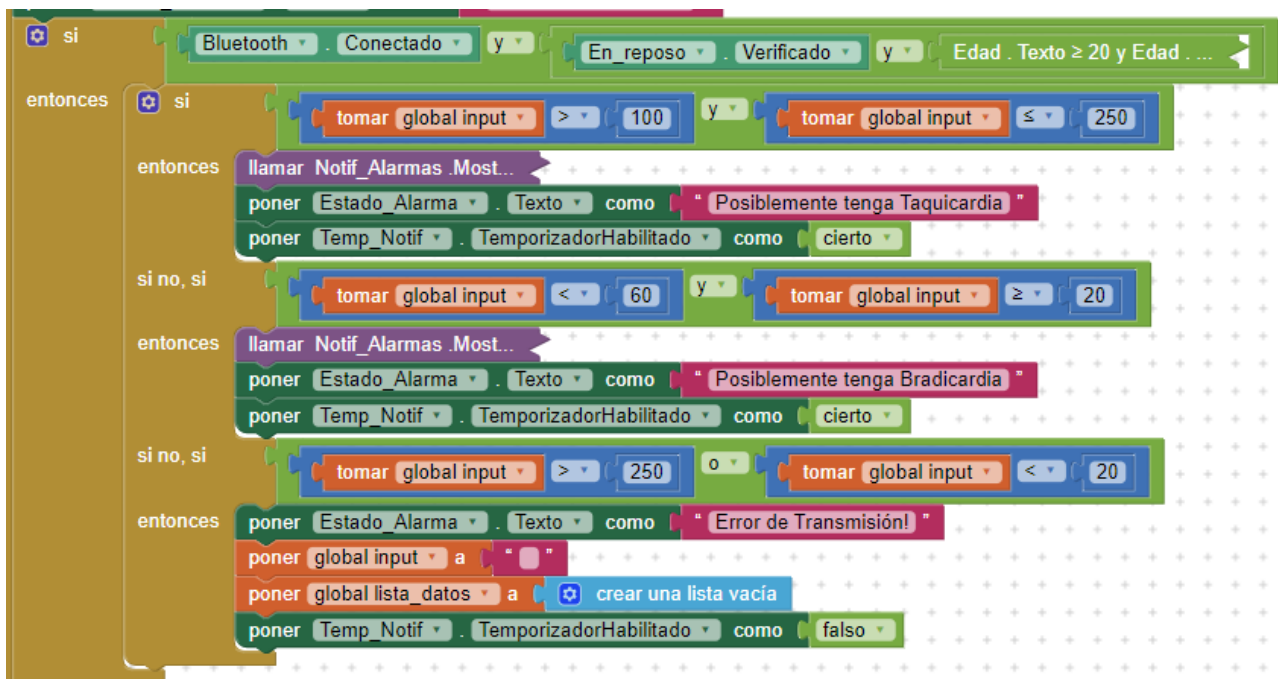 si Bluetooth . Conectado y En_reposo . Verificado y Edad . Texto ≥ 20 y Edad . ...
entonces si tomar global input > 100 y tomar global input ≤ 250
entonces llamar Notif_Alarmas .Most...
poner Estado_Alarma . Texto como " Posiblemente tenga Taquicardia "
poner Temp_Notif . TemporizadorHabilitado como cierto
si no, si tomar global input < 60 y tomar global input ≥ 20
entonces llamar Notif_Alarmas .Most...
poner Estado_Alarma . Texto como " Posiblemente tenga Bradicardia "
poner Temp_Notif . TemporizadorHabilitado como cierto
si no, si tomar global input > 250 o tomar global input < 20
entonces poner Estado_Alarma . Texto como " Error de Transmisión! "
poner global input a " "
poner global lista_datos a crear una lista vacía
poner Temp_Notif . TemporizadorHabilitado como falso